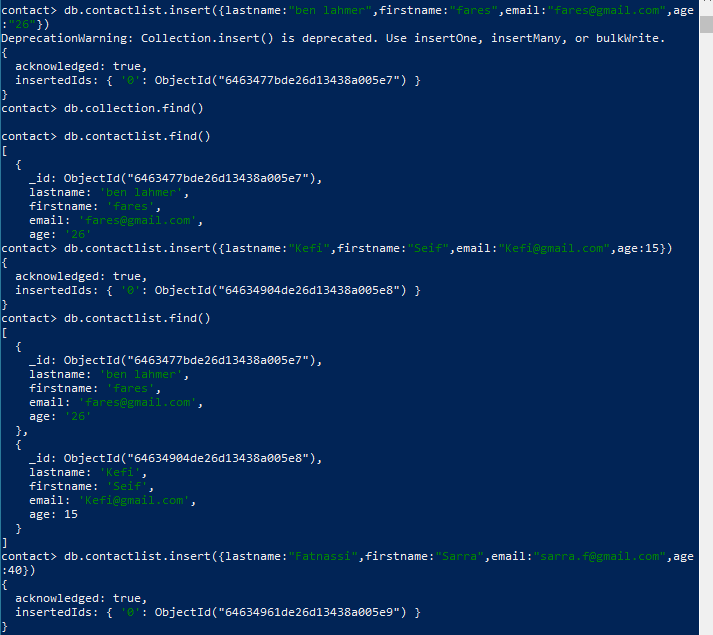 contact> db.contactlist.insert({lastname:"ben lahmer",firstname:"fares",email:"fares@gmail.com",age
:"26"})
DeprecationWarning: Collection.insert() is deprecated. Use insertOne, insertMany, or bulkWrite.
{
  acknowledged: true,
  insertedIds: { '0': ObjectId("6463477bde26d13438a005e7") }
}
contact> db.collection.find()

contact> db.contactlist.find()
[
  {
    _id: ObjectId("6463477bde26d13438a005e7"),
    lastname: 'ben lahmer',
    firstname: 'fares',
    email: 'fares@gmail.com',
    age: '26'
contact> db.contactlist.insert({lastname:"Kefi",firstname:"Seif",email:"Kefi@gmail.com",age:15})
{
  acknowledged: true,
  insertedIds: { '0': ObjectId("64634904de26d13438a005e8") }
}
contact> db.contactlist.find()
[
  {
    _id: ObjectId("6463477bde26d13438a005e7"),
    lastname: 'ben lahmer',
    firstname: 'fares',
    email: 'fares@gmail.com',
    age: '26'
  },
  {
    _id: ObjectId("64634904de26d13438a005e8"),
    lastname: 'Kefi',
    firstname: 'Seif',
    email: 'Kefi@gmail.com',
    age: 15
  }
]
contact> db.contactlist.insert({lastname:"Fatnassi",firstname:"Sarra",email:"sarra.f@gmail.com",age
:40})
{
  acknowledged: true,
  insertedIds: { '0': ObjectId("64634961de26d13438a005e9") }
}